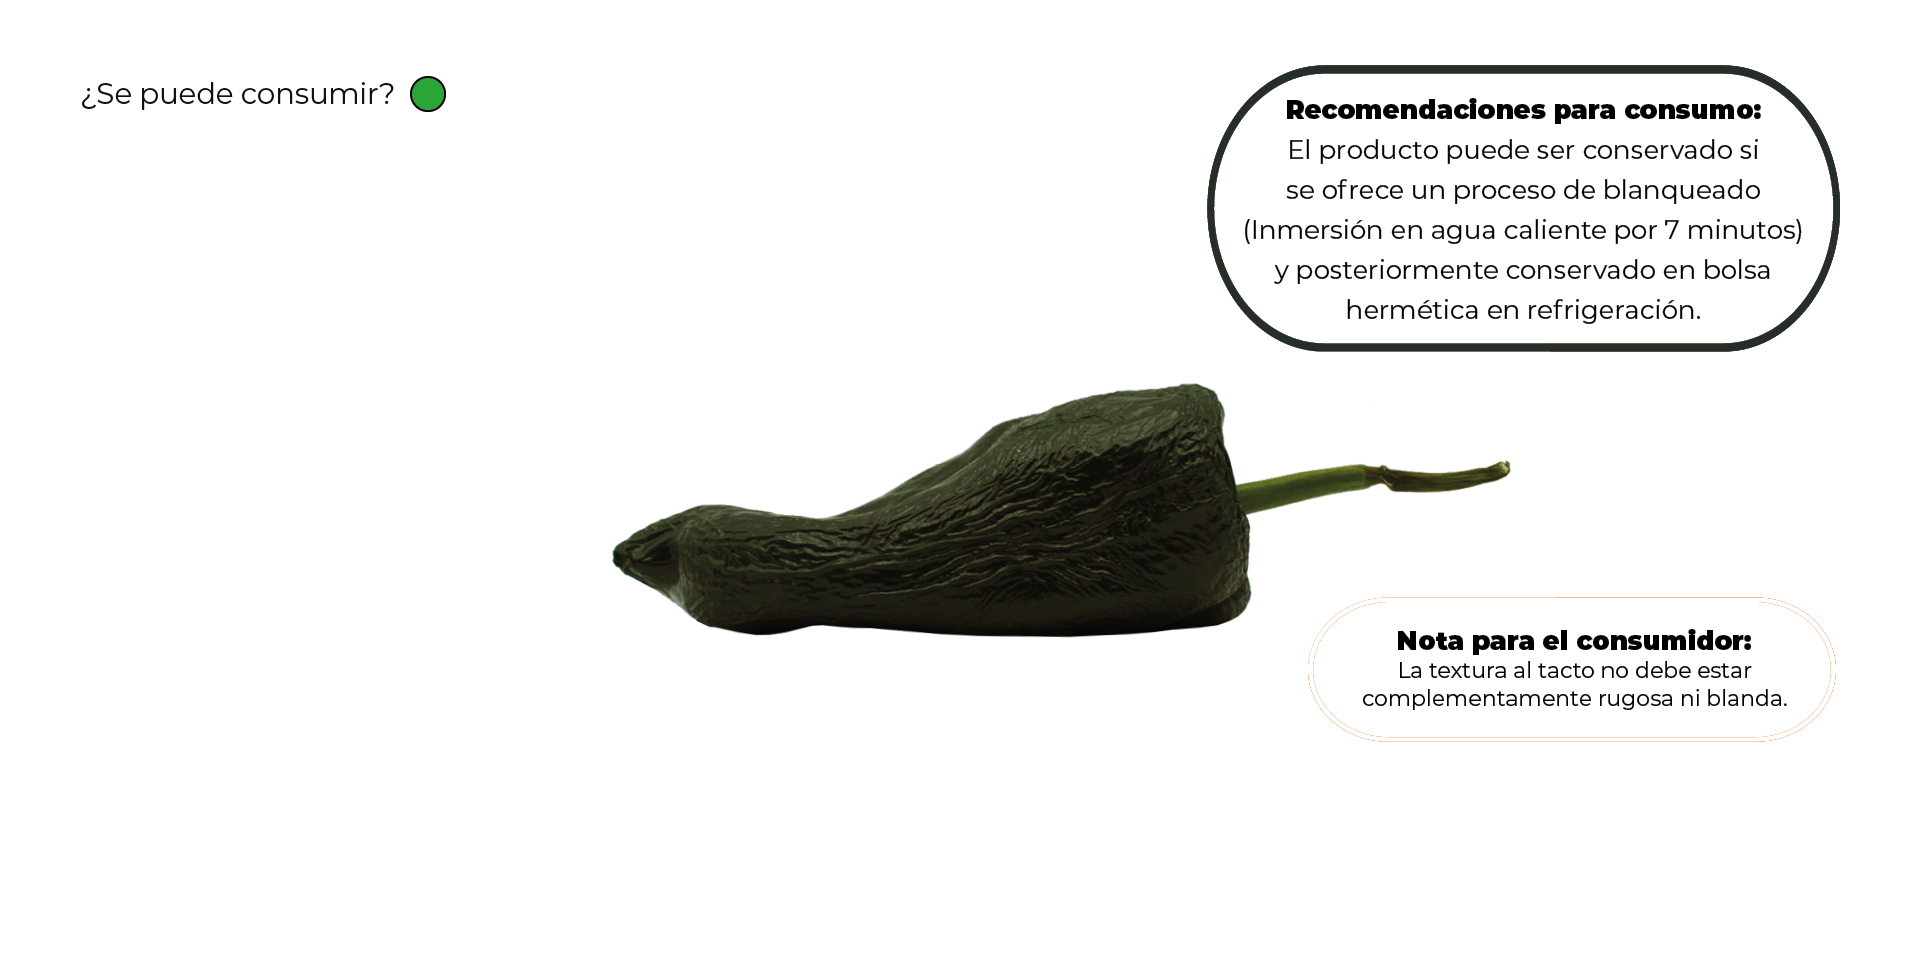 ¿Se puede consumir?
Recomendaciones para consumo:
El producto puede ser conservado si
se ofrece un proceso de blanqueado
(Inmersión en agua caliente por 7 minutos)
y posteriormente conservado en bolsa
hermética en refrigeración.
Nota para el consumidor:
La textura al tacto no debe estar
complementamente rugosa ni blanda.